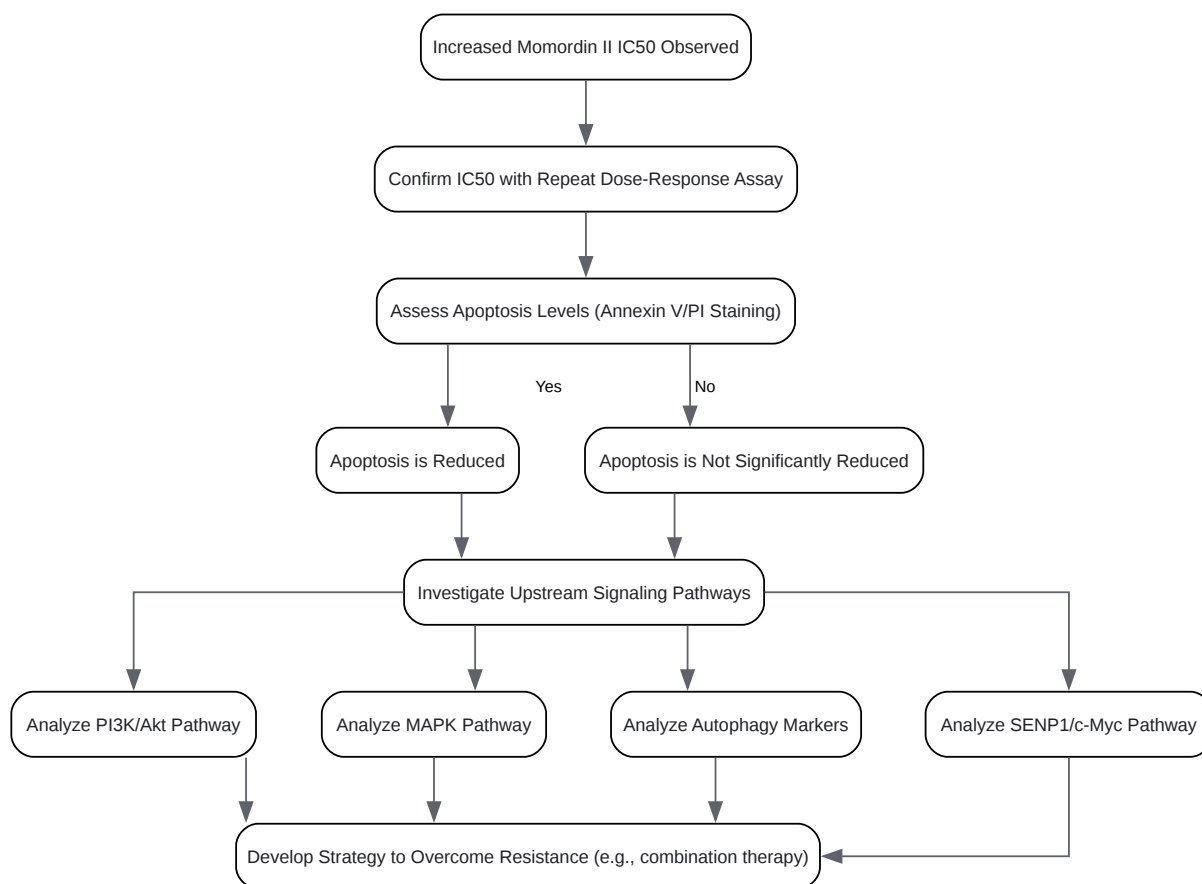 Increased Momordin II IC50 Observed
Confirm IC50 with Repeat Dose-Response Assay
Assess Apoptosis Levels (Annexin V/PI Staining)
Yes
No
Apoptosis is Reduced
Apoptosis is Not Significantly Reduced
Investigate Upstream Signaling Pathways
Analyze PI3K/Akt Pathway
Analyze MAPK Pathway
Analyze Autophagy Markers
Analyze SENP1/c-Myc Pathway
Develop Strategy to Overcome Resistance (e.g., combination therapy)